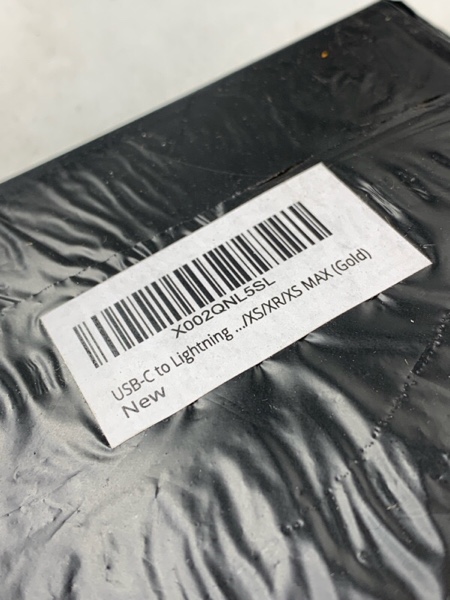 X002QNL5SL
USB-C to Lightning .../XS/XR/XS MAX (Gold)
New